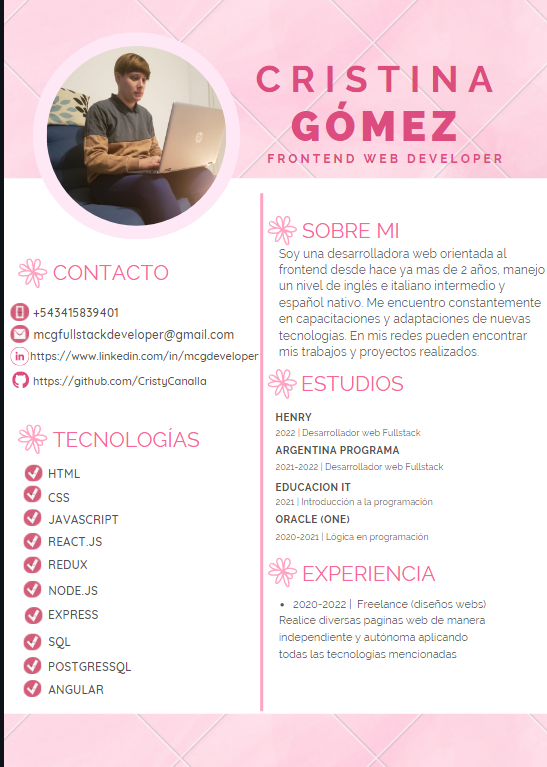 CRISTINA
GÓMEZ
FRONTEND WEB DEVELOPER
CONTACTO
+543415839401
mcgfullstackdeveloper@gmail.com
https://www.linkedin.com/in/mcgdeveloper
https://github.com/CristyCanalla
TECNOLOGÍAS
HTML
CSS
JAVASCRIPT
REACT.JS
REDUX
NODE.JS
EXPRESS
SQL
POSTGRESSQL
ANGULAR
SOBRE MI
Soy una desarrolladora web orientada al
frontend desde hace ya mas de 2 años, manejo
un nivel de inglés e italiano intermedio y
español nativo. Me encuentro constantemente
en capacitaciones y adaptaciones de nuevas
tecnologías. En mis redes pueden encontrar
mis trabajos y proyectos realizados.
ESTUDIOS
HENRY
2022 | Desarrollador web Fullstack
ARGENTINA PROGRAMA
2021-2022 | Desarrollador web Fullstack
EDUCACION IT
2021 | Introducción a la programación
ORACLE (ONE)
2020-2021 | Lógica en programación
EXPERIENCIA
• 2020-2022 | Freelance (diseños webs)
Realice diversas paginas web de manera
independiente y autónoma aplicando
todas las tecnologías mencionadas